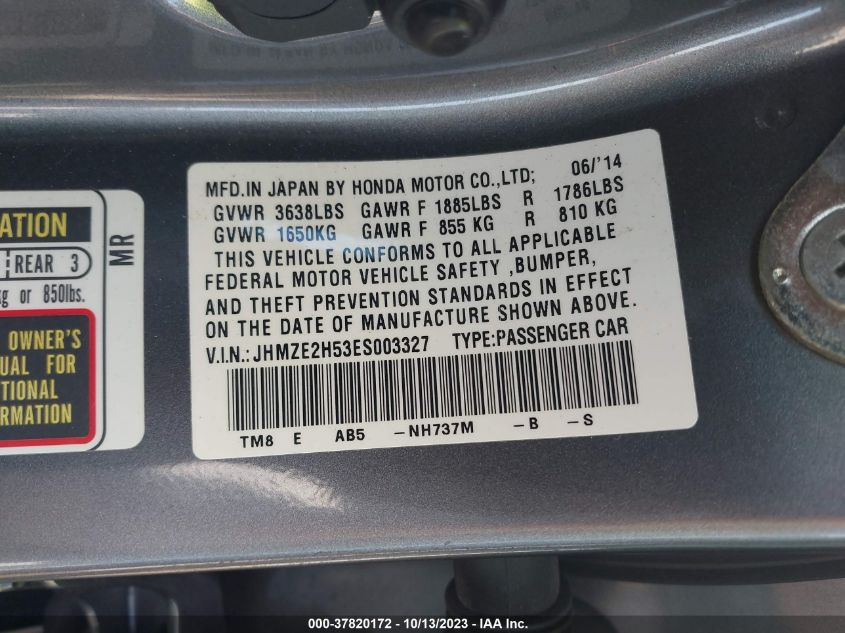 MFD.IN JAPAN BY HONDA MOTOR CO.,LTD; 06/'14
GVWR 3638LBS GAWR F 1885LBS R 1786LBS
GVWR 1650KG GAWR F 855 KG R 810 KG
THIS VEHICLE CONFORMS TO ALL APPLICABLE
FEDERAL MOTOR VEHICLE SAFETY ,BUMPER,
AND THEFT PREVENTION STANDARDS IN EFFECT
ON THE DATE OF MANUFACTURE SHOWN ABOVE.
V.I.N.:JHMZE2H53ES003327 TYPE:PASSENGER CAR
TM8 E AB5 -NH737M -B -S
ATION
REAR 3
MR
kg or 850lbs.
OWNER'S
UAL FOR
TIONAL
RMATION
000-37820172 - 10/13/2023 - IAA Inc.